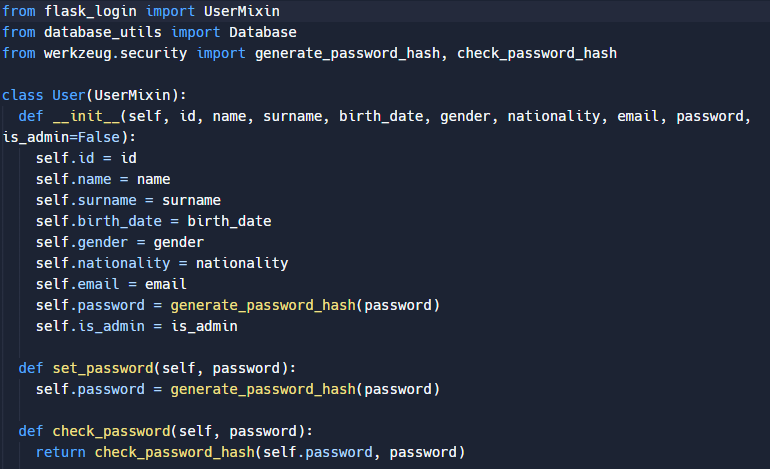 from flask_login import UserMixin
from database_utils import Database
from werkzeug.security import generate_password_hash, check_password_hash

class User(UserMixin):
  def __init__(self, id, name, surname, birth_date, gender, nationality, email, password,
is_admin=False):
    self.id = id
    self.name = name
    self.surname = surname
    self.birth_date = birth_date
    self.gender = gender
    self.nationality = nationality
    self.email = email
    self.password = generate_password_hash(password)
    self.is_admin = is_admin

  def set_password(self, password):
    self.password = generate_password_hash(password)

  def check_password(self, password):
    return check_password_hash(self.password, password)